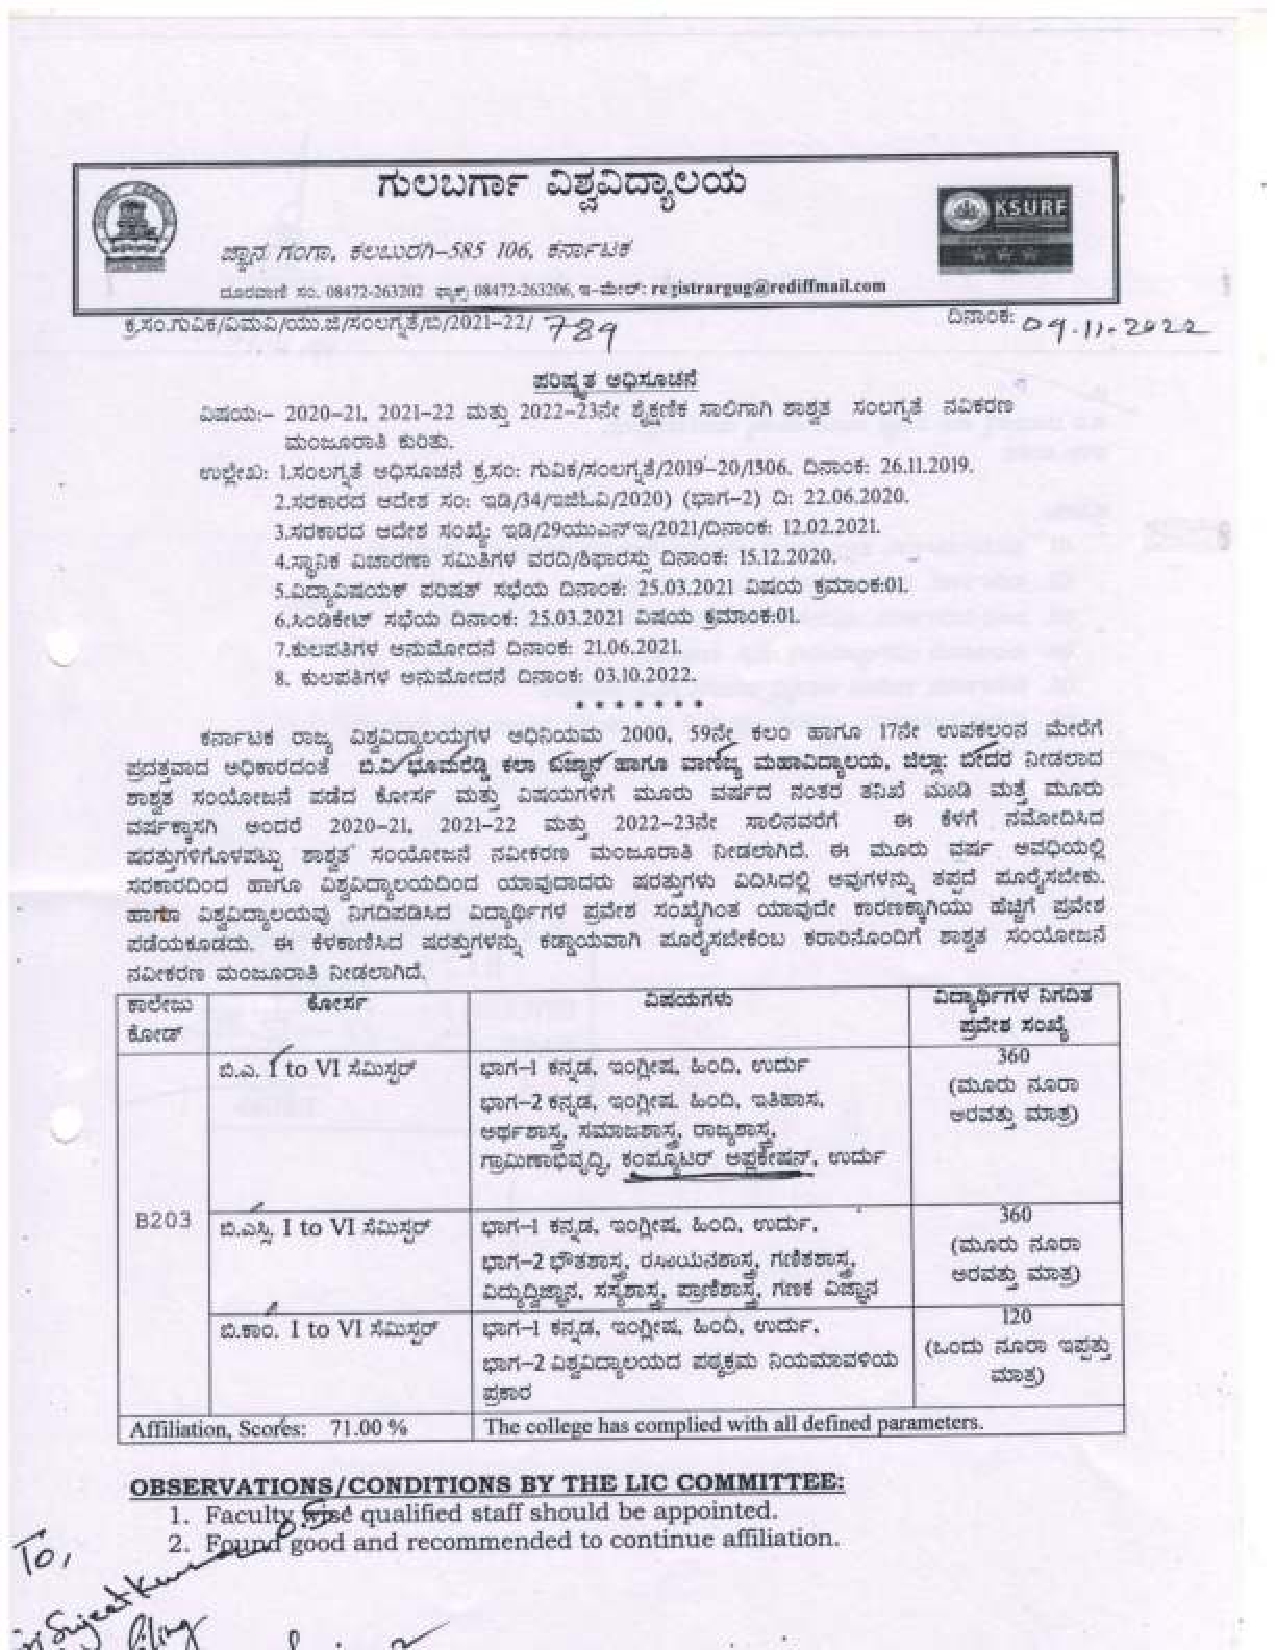 ಗುಲಬರ್ಗಾ ವಿಶ್ವವಿದ್ಯಾಲಯ
KSURF
ಜ್ಞಾನ ಗಂಗಾ, ಕಲಬುರಗಿ-585 106, ಕರ್ನಾಟಕ
ದೂರವಾಣಿ ಸಂ. 08472-263202 ಫ್ಯಾಕ್ಸ್: 08472-263206, ಇ-ಮೇಲ್: registrargug@rediffmail.com
ಕ್ರ.ಸಂ.ಗುವಿಕ/ವಿಮವಿ/ಯು.ಜಿ/ಸಂಲಗ್ನತೆ/ಬಿ/2021-22/ 789 ದಿನಾಂಕ: 09.11.2022
ಪರಿಷ್ಕೃತ ಅಧಿಸೂಚನೆ
ವಿಷಯ:- 2020-21, 2021-22 ಮತ್ತು 2022-23ನೇ ಶೈಕ್ಷಣಿಕ ಸಾಲಿಗಾಗಿ ಶಾಶ್ವತ ಸಂಲಗ್ನತೆ ನವಿಕರಣ
ಮಂಜೂರಾತಿ ಕುರಿತು.
ಉಲ್ಲೇಖ: 1.ಸಂಲಗ್ನತೆ ಅಧಿಸೂಚನೆ ಕ್ರ.ಸಂ: ಗುವಿಕ/ಸಂಲಗ್ನತೆ/2019-20/1306. ದಿನಾಂಕ: 26.11.2019.
2.ಸರಕಾರದ ಆದೇಶ ಸಂ: ಇಡಿ/34/ಇಜಿಓವಿ/2020) (ಭಾಗ-2) ದಿ: 22.06.2020.
3.ಸರಕಾರದ ಆದೇಶ ಸಂಖ್ಯೆ: ಇಡಿ/29ಯುಎನ್ಇ/2021/ದಿನಾಂಕ: 12.02.2021.
4.ಸ್ಥಾನಿಕ ವಿಚಾರಣಾ ಸಮಿತಿಗಳ ವರದಿ/ಶಿಫಾರಸ್ಸು ದಿನಾಂಕ: 15.12.2020.
5.ವಿದ್ಯಾವಿಷಯಕ್ ಪರಿಷತ್ ಸಭೆಯ ದಿನಾಂಕ: 25.03.2021 ವಿಷಯ ಕ್ರಮಾಂಕ:01.
6.ಸಿಂಡಿಕೇಟ್ ಸಭೆಯ ದಿನಾಂಕ: 25.03.2021 ವಿಷಯ ಕ್ರಮಾಂಕ:01.
7.ಕುಲಪತಿಗಳ ಅನುಮೋದನೆ ದಿನಾಂಕ: 21.06.2021.
8. ಕುಲಪತಿಗಳ ಅನುಮೋದನೆ ದಿನಾಂಕ: 03.10.2022.
* * * * * * *
ಕರ್ನಾಟಕ ರಾಜ್ಯ ವಿಶ್ವವಿದ್ಯಾಲಯಗಳ ಅಧಿನಿಯಮ 2000, 59ನೇ ಕಲಂ ಹಾಗೂ 17ನೇ ಉಪಕಲಂನ ಮೇರೆಗೆ
ಪ್ರದತ್ತವಾದ ಅಧಿಕಾರದಂತೆ ಬಿ.ವಿ ಭೂಮರೆಡ್ಡಿ ಕಲಾ ವಿಜ್ಞಾನ ಹಾಗೂ ವಾಣಿಜ್ಯ ಮಹಾವಿದ್ಯಾಲಯ, ಜಿಲ್ಲಾ: ಬೀದರ ನೀಡಲಾದ
ಶಾಶ್ವತ ಸಂಯೋಜನೆ ಪಡೆದ ಕೋರ್ಸ ಮತ್ತು ವಿಷಯಗಳಿಗೆ ಮೂರು ವರ್ಷದ ನಂತರ ತನಿಖೆ ಮಾಡಿ ಮತ್ತೆ ಮೂರು
ವರ್ಷಕ್ಕಾಗಿ ಅಂದರೆ 2020-21, 2021-22 ಮತ್ತು 2022-23ನೇ ಸಾಲಿನವರೆಗೆ ಈ ಕೆಳಗೆ ನಮೋದಿಸಿದ
ಷರತ್ತುಗಳಿಗೊಳಪಟ್ಟು ಶಾಶ್ವತ ಸಂಯೋಜನೆ ನವೀಕರಣ ಮಂಜೂರಾತಿ ನೀಡಲಾಗಿದೆ. ಈ ಮೂರು ವರ್ಷ ಅವಧಿಯಲ್ಲಿ
ಸರಕಾರದಿಂದ ಹಾಗೂ ವಿಶ್ವವಿದ್ಯಾಲಯದಿಂದ ಯಾವುದಾದರು ಷರತ್ತುಗಳು ವಿದಿಸಿದಲ್ಲಿ ಅವುಗಳನ್ನು ತಪ್ಪದೆ ಪೂರೈಸಬೇಕು.
ಹಾಗೂ ವಿಶ್ವವಿದ್ಯಾಲಯವು ನಿಗದಿಪಡಿಸಿದ ವಿದ್ಯಾರ್ಥಿಗಳ ಪ್ರವೇಶ ಸಂಖ್ಯೆಗಿಂತ ಯಾವುದೇ ಕಾರಣಕ್ಕಾಗಿಯು ಹೆಚ್ಚಿಗೆ ಪ್ರವೇಶ
ಪಡೆಯಕೂಡದು. ಈ ಕೆಳಕಾಣಿಸಿದ ಷರತ್ತುಗಳನ್ನು ಕಡ್ಡಾಯವಾಗಿ ಪೂರೈಸಬೇಕೆಂಬ ಕರಾರಿನೊಂದಿಗೆ ಶಾಶ್ವತ ಸಂಯೋಜನೆ
ನವೀಕರಣ ಮಂಜೂರಾತಿ ನೀಡಲಾಗಿದೆ.
ಕಾಲೇಜು ಕೋರ್ಸ ವಿಷಯಗಳು ವಿದ್ಯಾರ್ಥಿಗಳ ನಿಗದಿತ
ಕೋಡ್ ಪ್ರವೇಶ ಸಂಖ್ಯೆ
ಬಿ.ಎ. I to VI ಸೆಮಿಸ್ಟರ್ ಭಾಗ-1 ಕನ್ನಡ, ಇಂಗ್ಲೀಷ, ಹಿಂದಿ, ಉರ್ದು 360
ಭಾಗ-2 ಕನ್ನಡ, ಇಂಗ್ಲೀಷ, ಹಿಂದಿ, ಇತಿಹಾಸ, (ಮೂರು ನೂರಾ
ಅರ್ಥಶಾಸ್ತ್ರ, ಸಮಾಜಶಾಸ್ತ್ರ, ರಾಜ್ಯಶಾಸ್ತ್ರ, ಅರವತ್ತು ಮಾತ್ರ)
ಗ್ರಾಮಿಣಾಭಿವೃದ್ಧಿ, ಕಂಪ್ಯೂಟರ್ ಅಪ್ಲಿಕೇಷನ್, ಉರ್ದು
B203 ಬಿ.ಎಸ್ಸಿ. I to VI ಸೆಮಿಸ್ಟರ್ ಭಾಗ-1 ಕನ್ನಡ, ಇಂಗ್ಲೀಷ, ಹಿಂದಿ, ಉರ್ದು, 360
ಭಾಗ-2 ಭೌತಶಾಸ್ತ್ರ, ರಸಾಯನಶಾಸ್ತ್ರ, ಗಣಿತಶಾಸ್ತ್ರ, (ಮೂರು ನೂರಾ
ವಿದ್ಯುದ್ವಿಜ್ಞಾನ, ಸಸ್ಯಶಾಸ್ತ್ರ, ಪ್ರಾಣಿಶಾಸ್ತ್ರ, ಗಣಕ ವಿಜ್ಞಾನ ಅರವತ್ತು ಮಾತ್ರ)
ಬಿ.ಕಾಂ. I to VI ಸೆಮಿಸ್ಟರ್ ಭಾಗ-1 ಕನ್ನಡ, ಇಂಗ್ಲೀಷ, ಹಿಂದಿ, ಉರ್ದು, 120
ಭಾಗ-2 ವಿಶ್ವವಿದ್ಯಾಲಯದ ಪಠ್ಯಕ್ರಮ ನಿಯಮಾವಳಿಯ (ಒಂದು ನೂರಾ ಇಪ್ಪತ್ತು
ಪ್ರಕಾರ ಮಾತ್ರ)
Affiliation, Scores: 71.00 % The college has complied with all defined parameters.
OBSERVATIONS/CONDITIONS BY THE LIC COMMITTEE:
1. Faculty wise qualified staff should be appointed.
2. Found good and recommended to continue affiliation.
To,
Sujeetkumar
filing